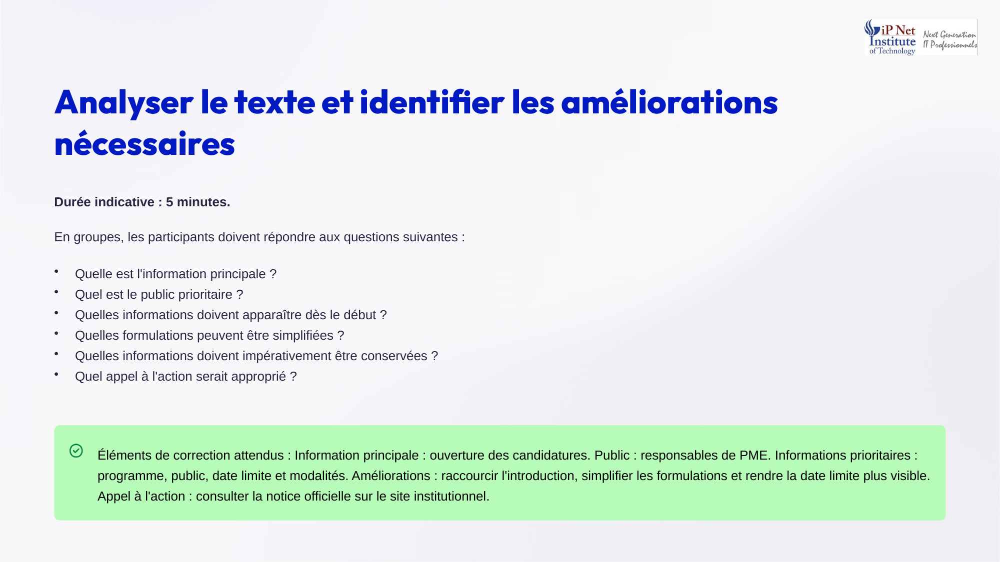 iP Net
Institute
of Technology
Next Generation
IT Professionnels
Analyser le texte et identifier les améliorations
nécessaires
Durée indicative : 5 minutes.
En groupes, les participants doivent répondre aux questions suivantes :
• Quelle est l'information principale ?
• Quel est le public prioritaire ?
• Quelles informations doivent apparaître dès le début ?
• Quelles formulations peuvent être simplifiées ?
• Quelles informations doivent impérativement être conservées ?
• Quel appel à l'action serait approprié ?
Éléments de correction attendus : Information principale : ouverture des candidatures. Public : responsables de PME. Informations prioritaires :
programme, public, date limite et modalités. Améliorations : raccourcir l'introduction, simplifier les formulations et rendre la date limite plus visible.
Appel à l'action : consulter la notice officielle sur le site institutionnel.